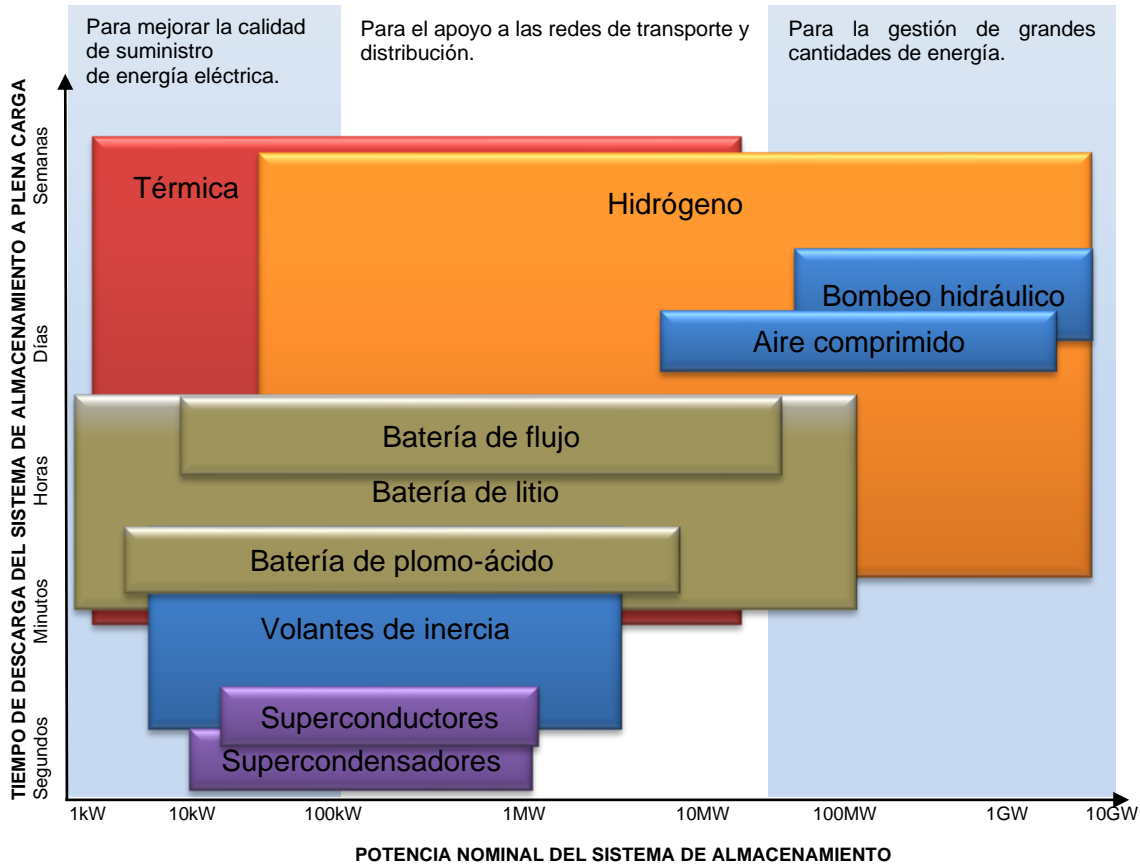 Para mejorar la calidad
de suministro
de energía eléctrica.
Para el apoyo a las redes de transporte y
distribución.
Para la gestión de grandes
cantidades de energía.
TIEMPO DE DESCARGA DEL SISTEMA DE ALMACENAMIENTO A PLENA CARGA
Semanas
Días
Horas
Minutos
Segundos
Térmica
Hidrógeno
Bombeo hidráulico
Aire comprimido
Batería de flujo
Batería de litio
Batería de plomo-ácido
Volantes de inercia
Superconductores
Supercondensadores
1kW 10kW 100kW 1MW 10MW 100MW 1GW 10GW
POTENCIA NOMINAL DEL SISTEMA DE ALMACENAMIENTO